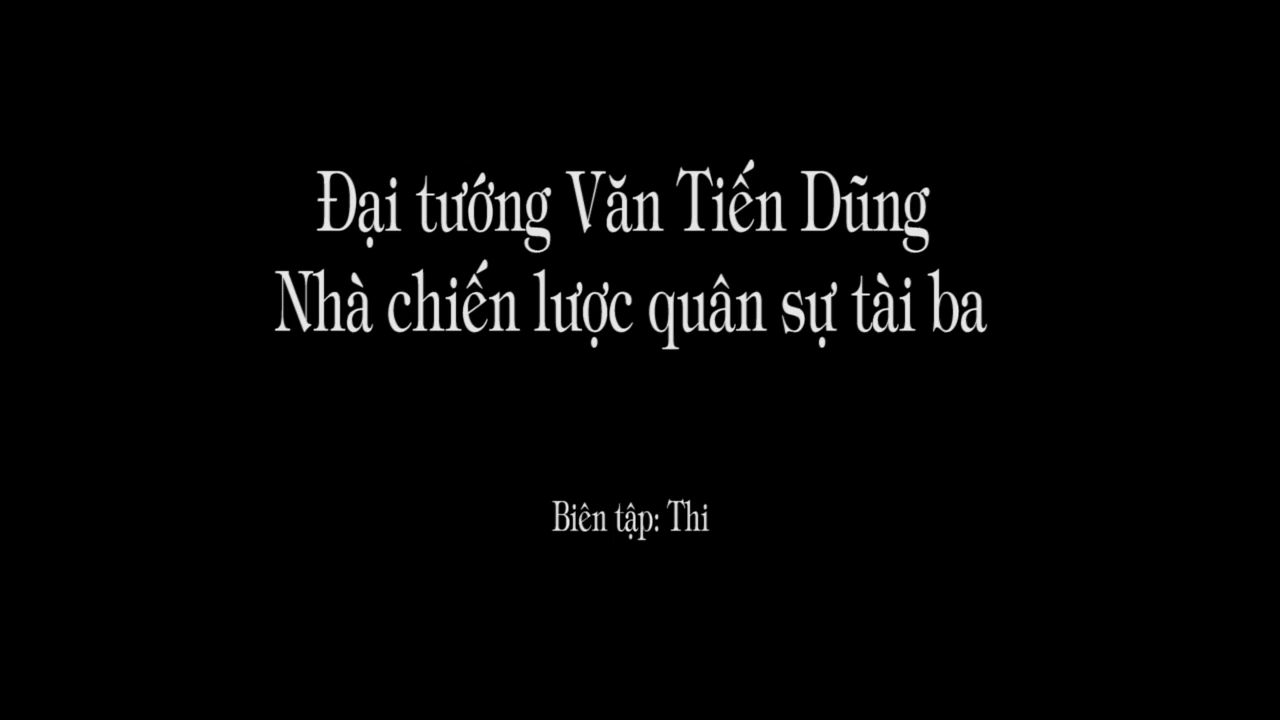 Đại tướng Văn Tiến Dũng
Nhà chiến lược quân sự tài ba
Biên tập: Thi